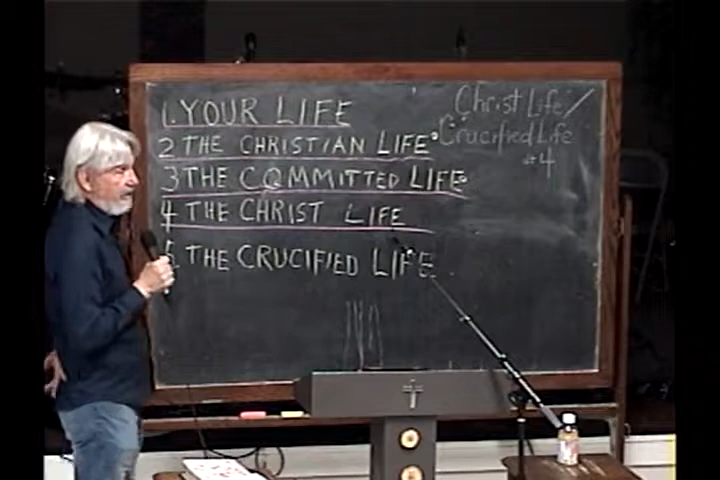 1. YOUR LIFE
2 THE CHRISTIAN LIFE
3 THE COMMITTED LIFE
4 THE CHRIST LIFE
5. THE CRUCIFIED LIFE
Christ Life/
Crucified Life
#4